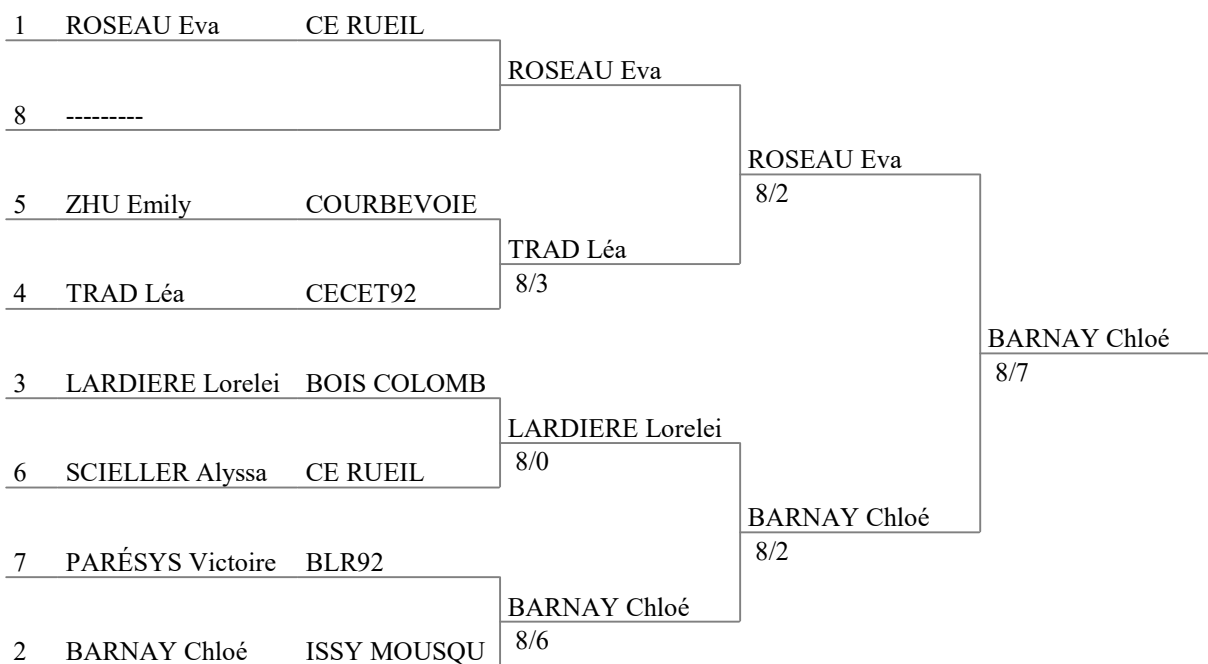 1 ROSEAU Eva CE RUEIL
ROSEAU Eva
8 ---------
ROSEAU Eva
8/2
5 ZHU Emily COURBEVOIE
TRAD Léa
8/3
4 TRAD Léa CECET92
BARNAY Chloé
8/7
3 LARDIERE Lorelei BOIS COLOMB
LARDIERE Lorelei
8/0
6 SCIELLER Alyssa CE RUEIL
BARNAY Chloé
8/2
7 PARÉSYS Victoire BLR92
BARNAY Chloé
8/6
2 BARNAY Chloé ISSY MOUSQU